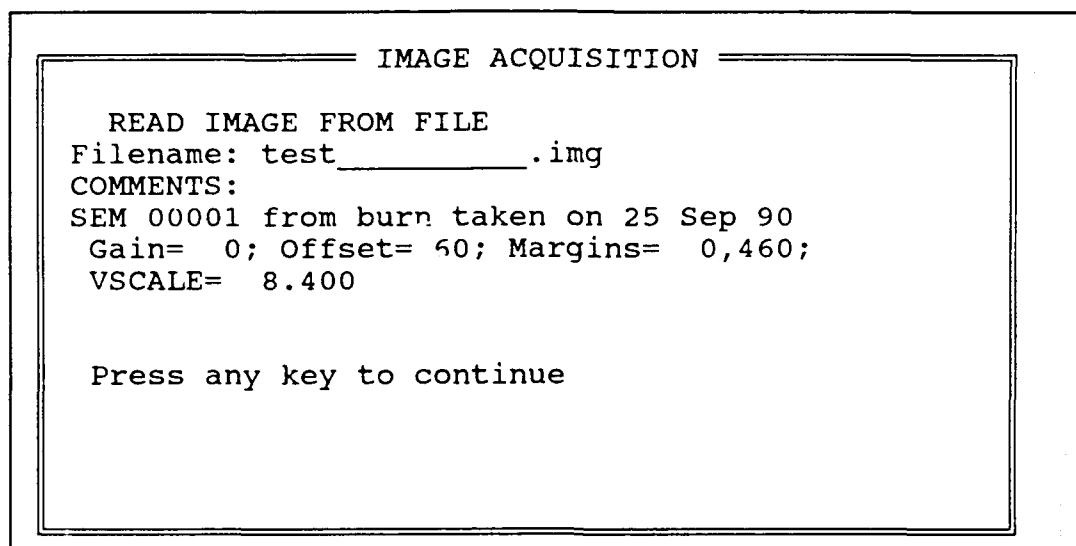 IMAGE ACQUISITION
READ IMAGE FROM FILE
Filename: test___________.img
COMMENTS:
SEM 00001 from burn taken on 25 Sep 90
Gain=  0; Offset= 60; Margins=  0,460;
VSCALE=  8.400
Press any key to continue